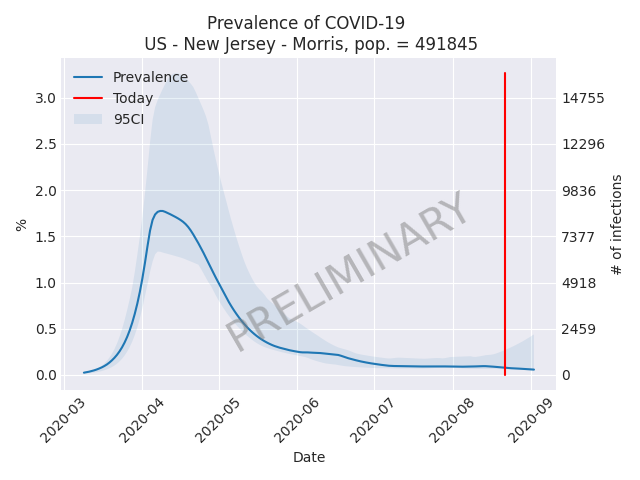 Prevalence of COVID-19
US - New Jersey - Morris, pop. = 491845
Prevalence
Today
95CI
3.0
2.5
2.0
1.5
1.0
0.5
0.0
%
14755
12296
9836
7377
4918
2459
0
# of infections
PRELIMINARY
2020-03
2020-04
2020-05
2020-06
2020-07
2020-08
2020-09
Date